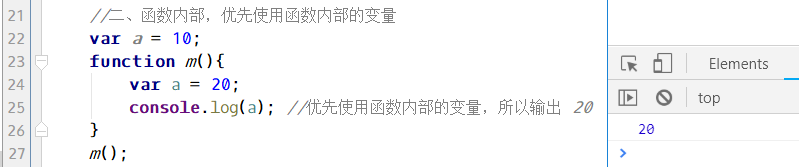 21 //二、函数内部，优先使用函数内部的变量
22 var a = 10;
23 function m(){
24 var a = 20;
25 console.log(a); //优先使用函数内部的变量，所以输出 20
26 }
27 m();
Elements
top
20